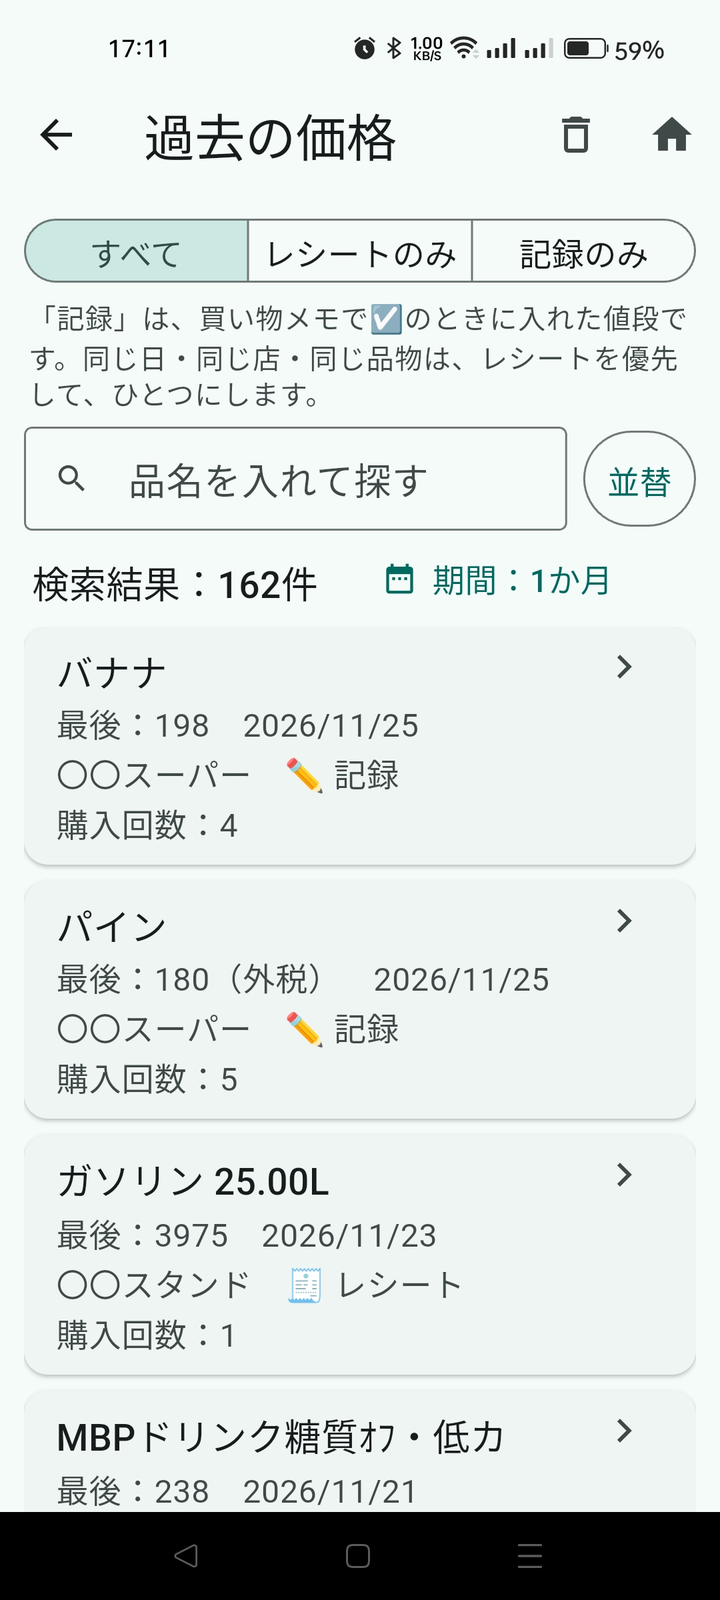 17:11 1.00 KB/S 59%
過去の価格
すべて レシートのみ 記録のみ
「記録」は、買い物メモで☑️のときに入れた値段で
す。同じ日・同じ店・同じ品物は、レシートを優先
して、ひとつにします。
品名を入れて探す 並替
検索結果：162件 期間：1か月
バナナ
最後：198 2026/11/25
〇〇スーパー ✏️ 記録
購入回数：4
パイン
最後：180（外税） 2026/11/25
〇〇スーパー ✏️ 記録
購入回数：5
ガソリン 25.00L
最後：3975 2026/11/23
〇〇スタンド 🧾 レシート
購入回数：1
MBPドリンク糖質ｵﾌ・低カ
最後：238 2026/11/21